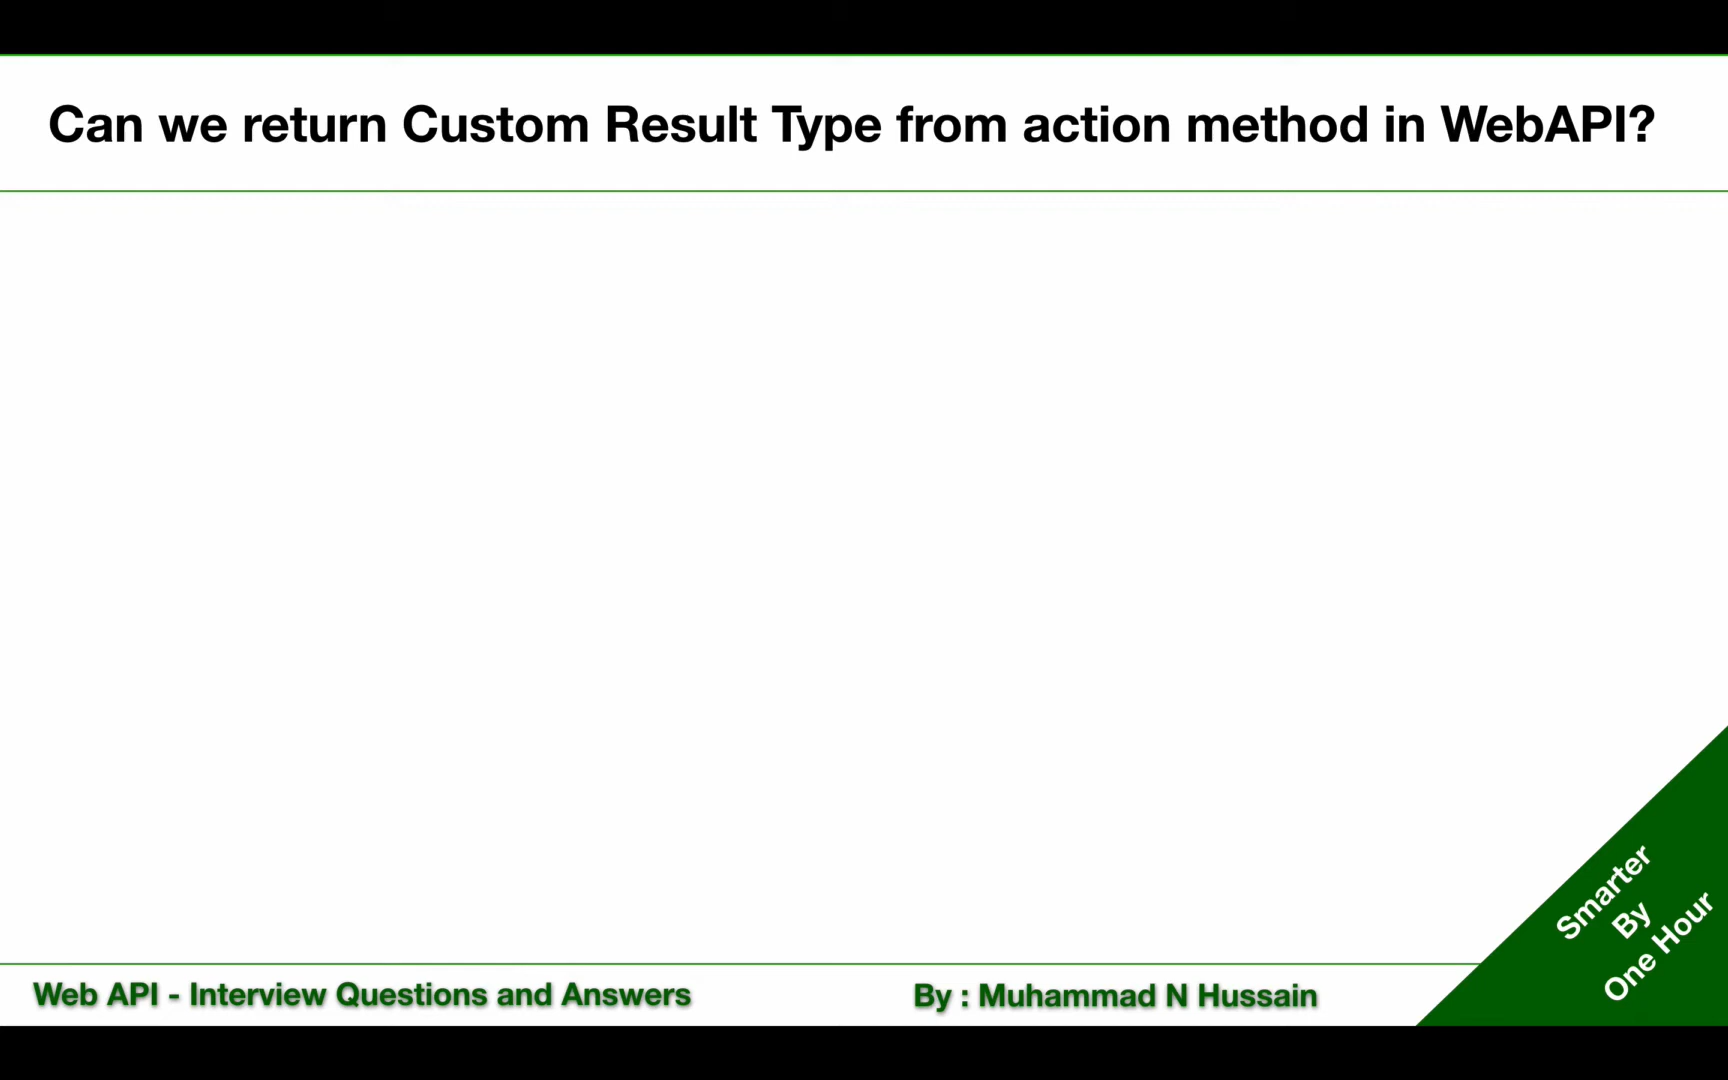 Can we return Custom Result Type from action method in WebAPI?
Smarter
By
One Hour
Web API - Interview Questions and Answers
By : Muhammad N Hussain